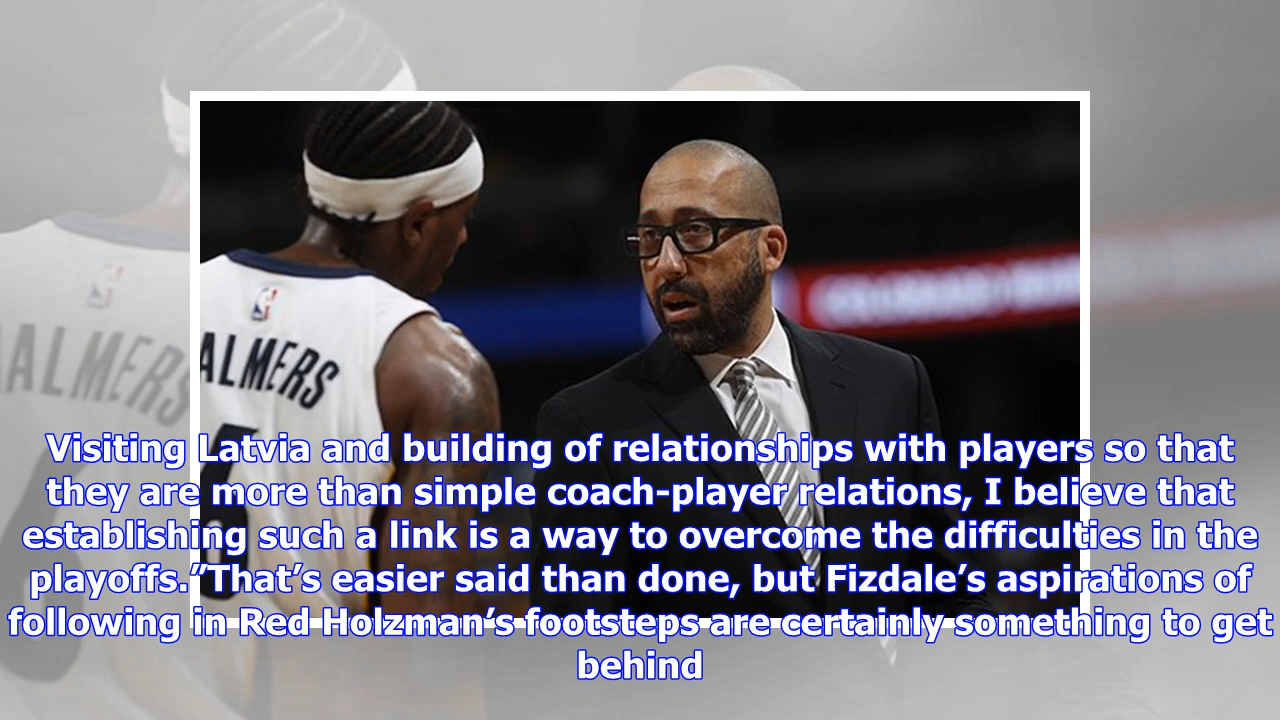 ALMERS
Visiting Latvia and building of relationships with players so that
they are more than simple coach-player relations, I believe that
establishing such a link is a way to overcome the difficulties in the
playoffs.”That’s easier said than done, but Fizdale’s aspirations of
following in Red Holzman’s footsteps are certainly something to get
behind